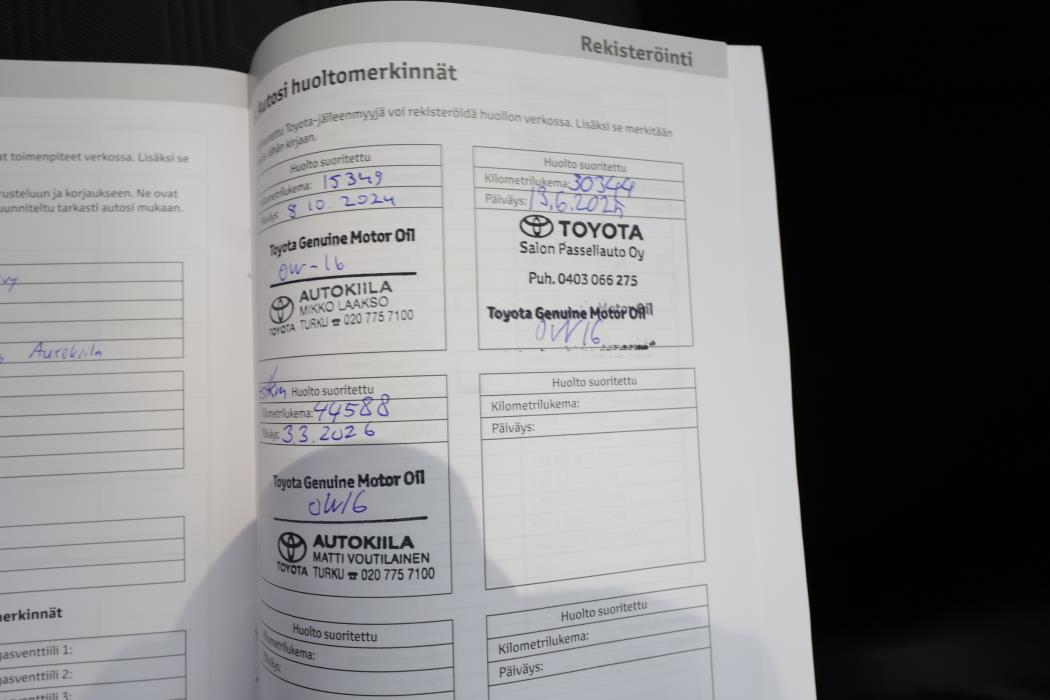 at toimenpiteet verkossa. Lisäksi se
Ne ovat
tarkasti autosi mukaan.
Autokiila
gasventtiili 1:
gasventtiili 2:
Rekisteröinti
Autosi huoltomerkinnät
Toyota-jälleenmyyjä voi rekisteröidä huollon verkossa. Lisäksi se merkitään
tähän kirjaan.
Huolto suoritettu
Kilometrilukema: 15349
Päiväys: 8.10.2024
Toyota Genuine Motor Oil
0W-16
AUTOKIILA
MIKKO LAAKSO
TOYOTA TURKU ☎ 020 775 7100
Huolto suoritettu
Kilometrilukema: 30344
Päiväys: 13.6.2025
TOYOTA
Salon Passeliauto Oy
Puh. 0403 066 275
Toyota Genuine Motor Oil
0W16
Huolto suoritettu
Kilometrilukema: 44588
Päiväys: 3.3.2026
Toyota Genuine Motor Oil
0W16
AUTOKIILA
MATTI VOUTILAINEN
TOYOTA TURKU ☎ 020 775 7100
Huolto suoritettu
Kilometrilukema:
Päiväys:
Huolto suoritettu
Kilometrilukema:
Päiväys:
Huolto suoritettu
Kilometrilukema:
Päiväys: